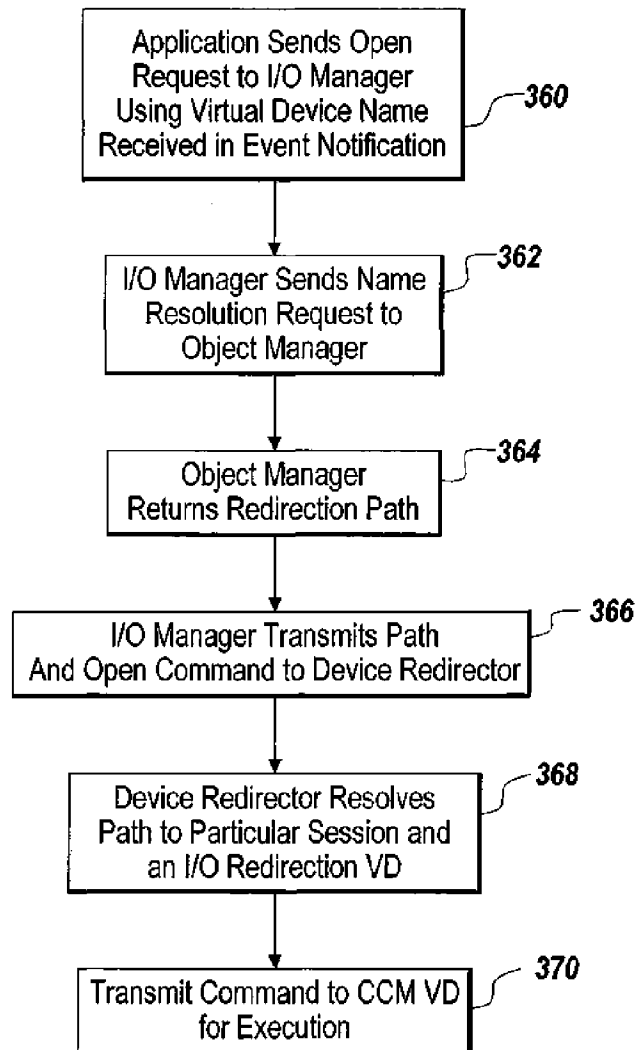 Application Sends Open
Request to I/O Manager
Using Virtual Device Name
Received in Event Notification
360
I/O Manager Sends Name
Resolution Request to
Object Manager
362
Object Manager
Returns Redirection Path
364
I/O Manager Transmits Path
And Open Command to Device Redirector
366
Device Redirector Resolves
Path to Particular Session and
an I/O Redirection VD
368
Transmit Command to CCM VD
for Execution
370